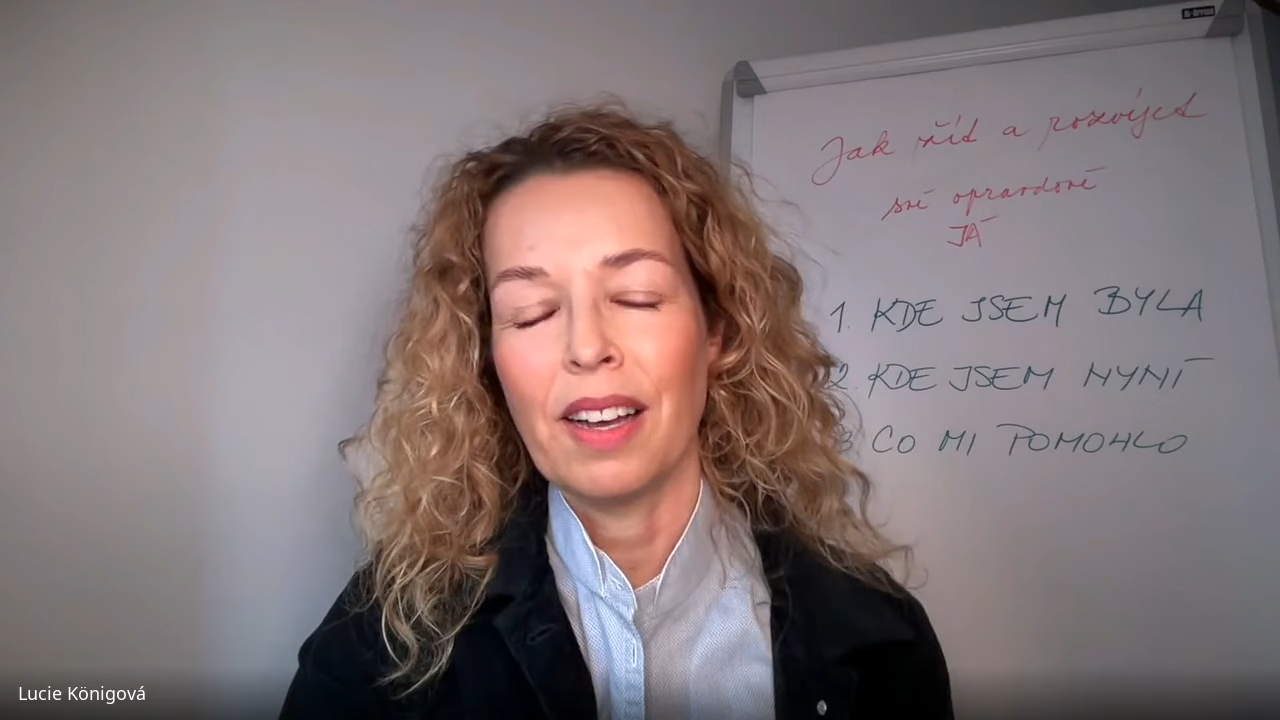 Jak žít a rozvíjet
své opravdové
JÁ
1. KDE JSEM BYLA
2. KDE JSEM NYNÍ
3 CO MI POMOHLO
Lucie Königová